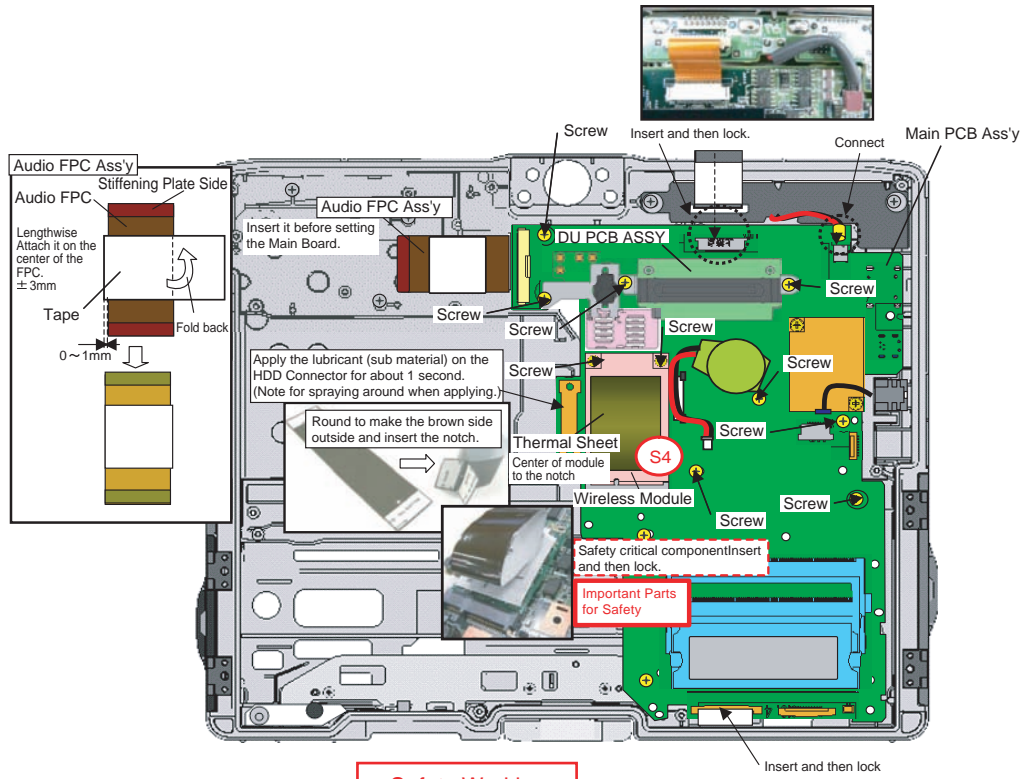 Screw
Insert and then lock.
Connect
Main PCB Ass'y
Audio FPC Ass'y
Stiffening Plate Side
Audio FPC
Lengthwise
Attach it on the
center of the
FPC.
± 3mm
Tape
Fold back
0～1mm
Audio FPC Ass'y
Insert it before setting
the Main Board.
DU PCB ASSY
Screw
Screw
Screw
Screw
Screw
Screw
Screw
Apply the lubricant (sub material) on the
HDD Connector for about 1 second.
(Note for spraying around when applying.)
Round to make the brown side
outside and insert the notch.
Thermal Sheet
Center of module
to the notch
S4
Wireless Module
Screw
Screw
Safety critical componentInsert
and then lock.
Important Parts
for Safety
Insert and then lock